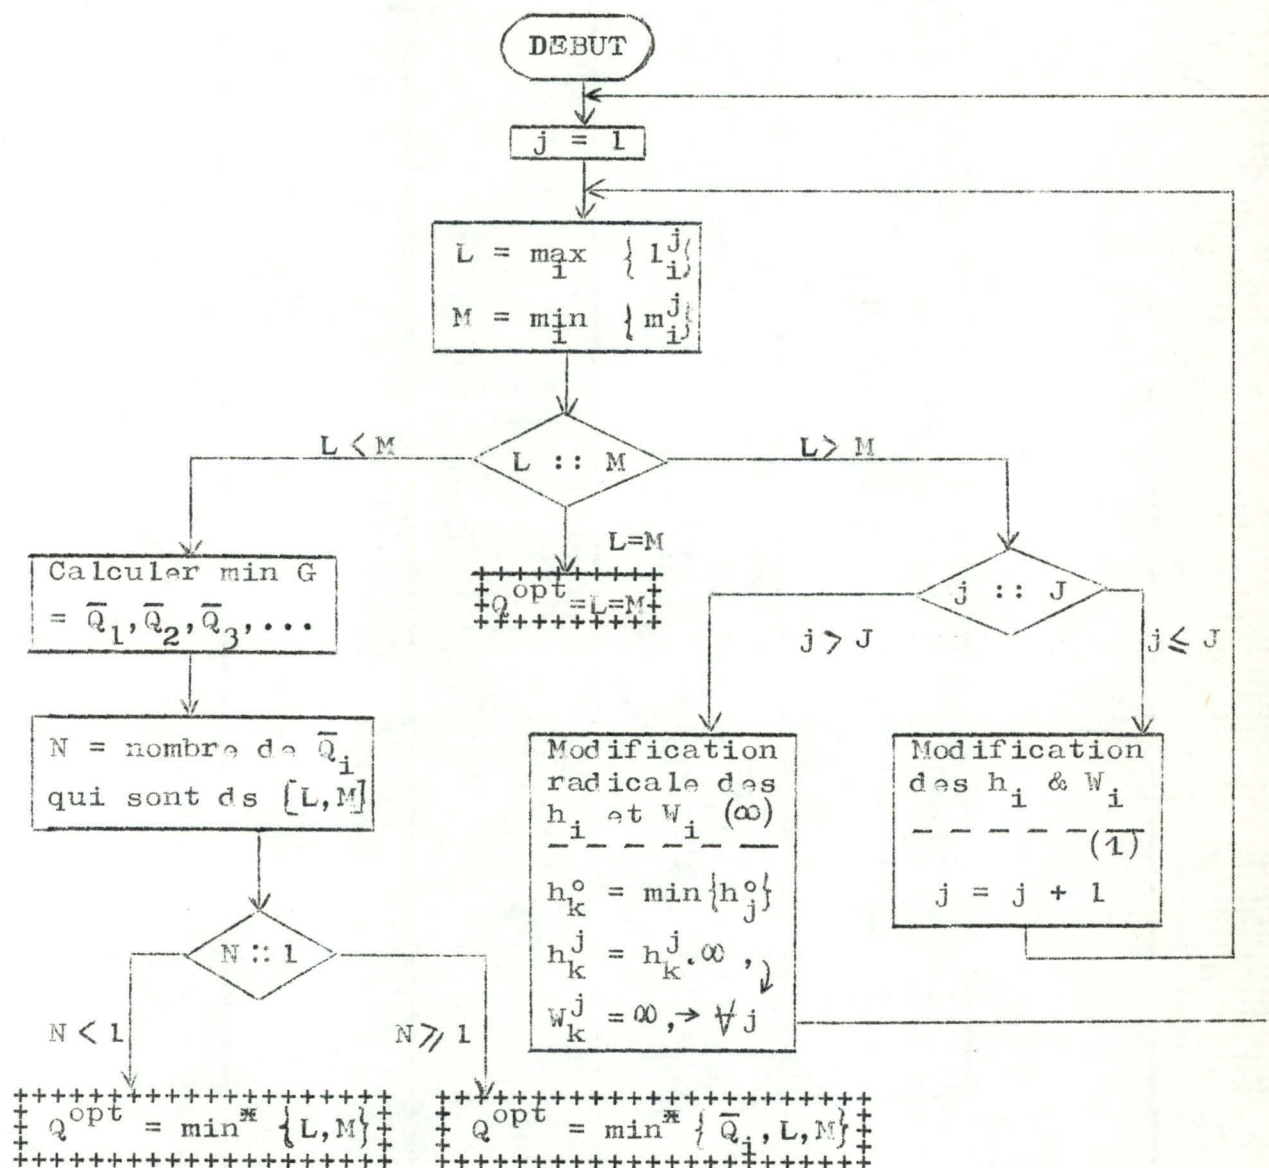 DEBUT
j = 1
L = max_i { l_i^j }
M = min_i { m_i^j }
L < M
L :: M
L > M
L=M
Calculer min G
= Q̅_1, Q̅_2, Q̅_3, ...
Q^opt =L=M
j :: J
j > J
j ≤ J
N = nombre de Q̅_i
qui sont ds [L,M]
Modification
radicale des
h_i et W_i (∞)
h_k^o = min{h_j^o}
h_k^j = h_k^j.∞ ,
W_k^j = ∞,→ ∀j
Modification
des h_i & W_i
(1)
j = j + 1
N :: 1
N < 1
N ⩾ 1
Q^opt = min* {L,M}
Q^opt = min* { Q̅_i, L, M}